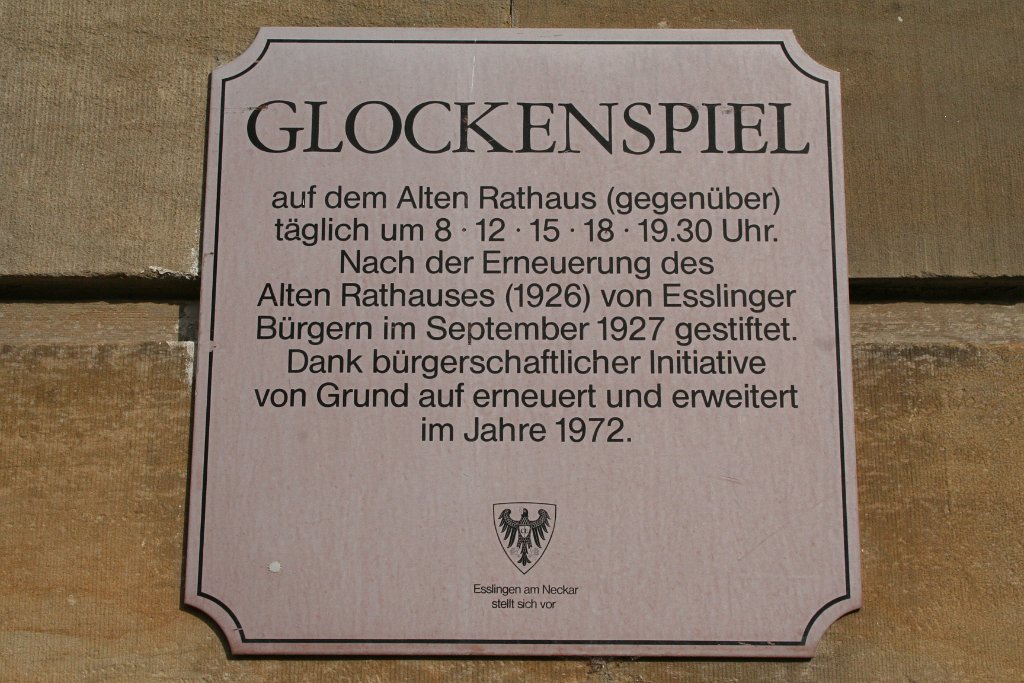 GLOCKENSPIEL
auf dem Alten Rathaus (gegenüber)
täglich um 8 · 12 · 15 · 18 · 19.30 Uhr.
Nach der Erneuerung des
Alten Rathauses (1926) von Esslinger
Bürgern im September 1927 gestiftet.
Dank bürgerschaftlicher Initiative
von Grund auf erneuert und erweitert
im Jahre 1972.
Esslingen am Neckar
stellt sich vor